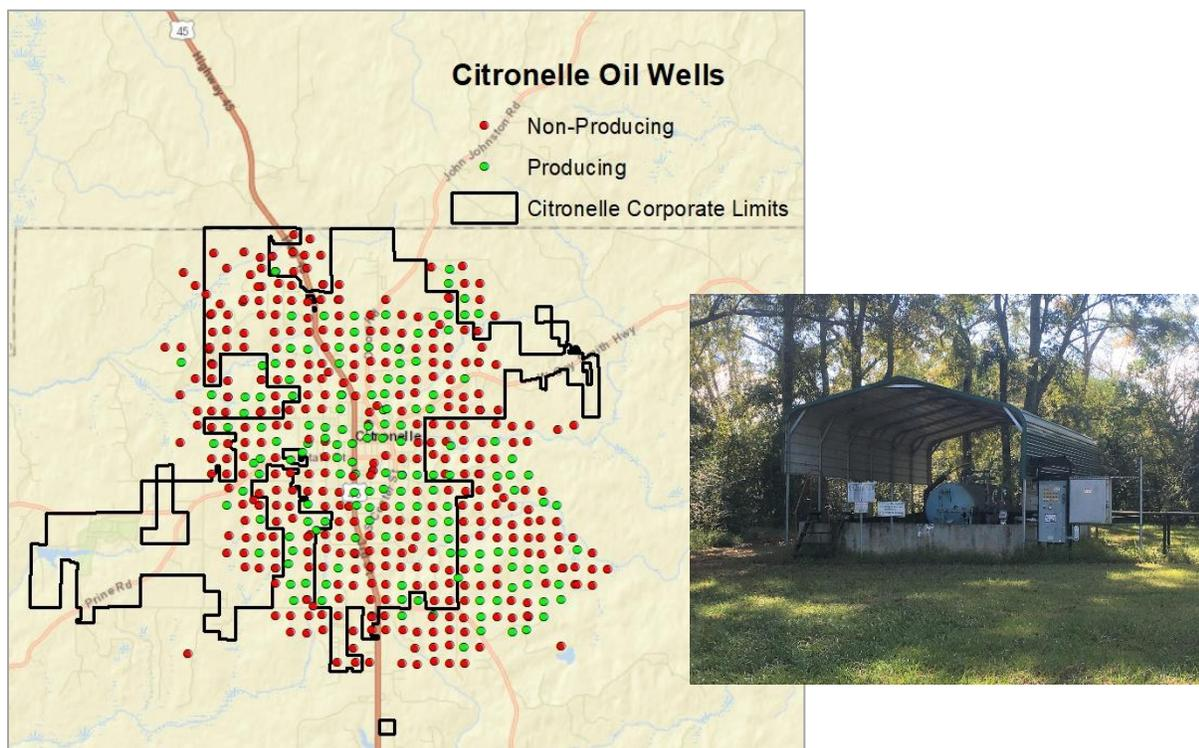 45
Highway 45
Citronelle Oil Wells
Non-Producing
Producing
Citronelle Corporate Limits
John Johnston Rd
Citronelle
Prine Rd